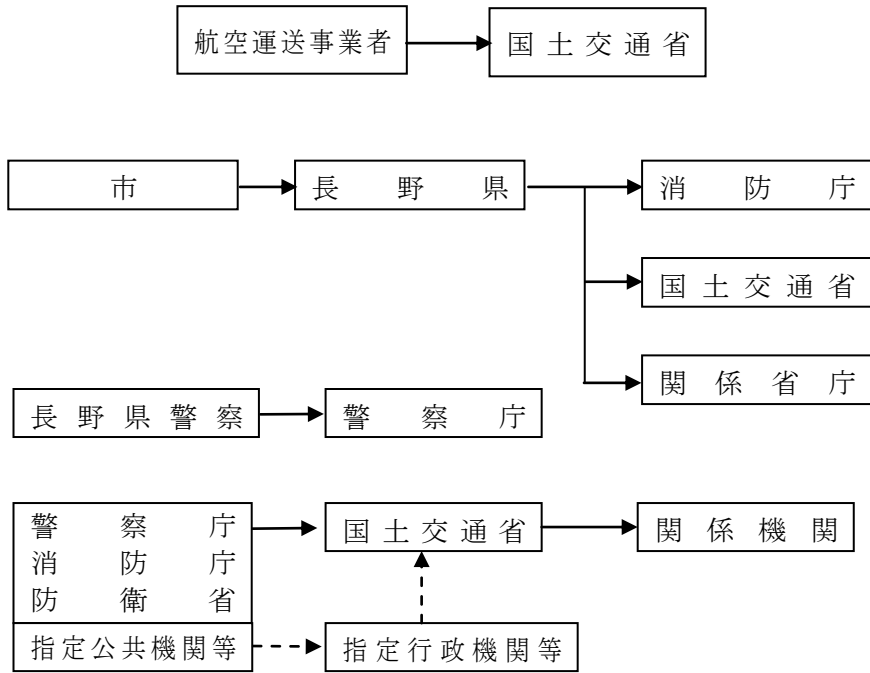 航空運送事業者
国土交通省
市
長野県
消防庁
国土交通省
関係省庁
長野県警察
警察庁
警察庁
消防庁
防衛省
指定公共機関等
国土交通省
関係機関
指定行政機関等